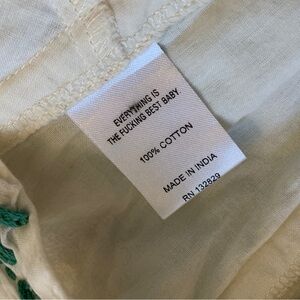 EVERYTHING IS
THE FUCKING BEST BABY
100% COTTON
MADE IN INDIA
RN 132829